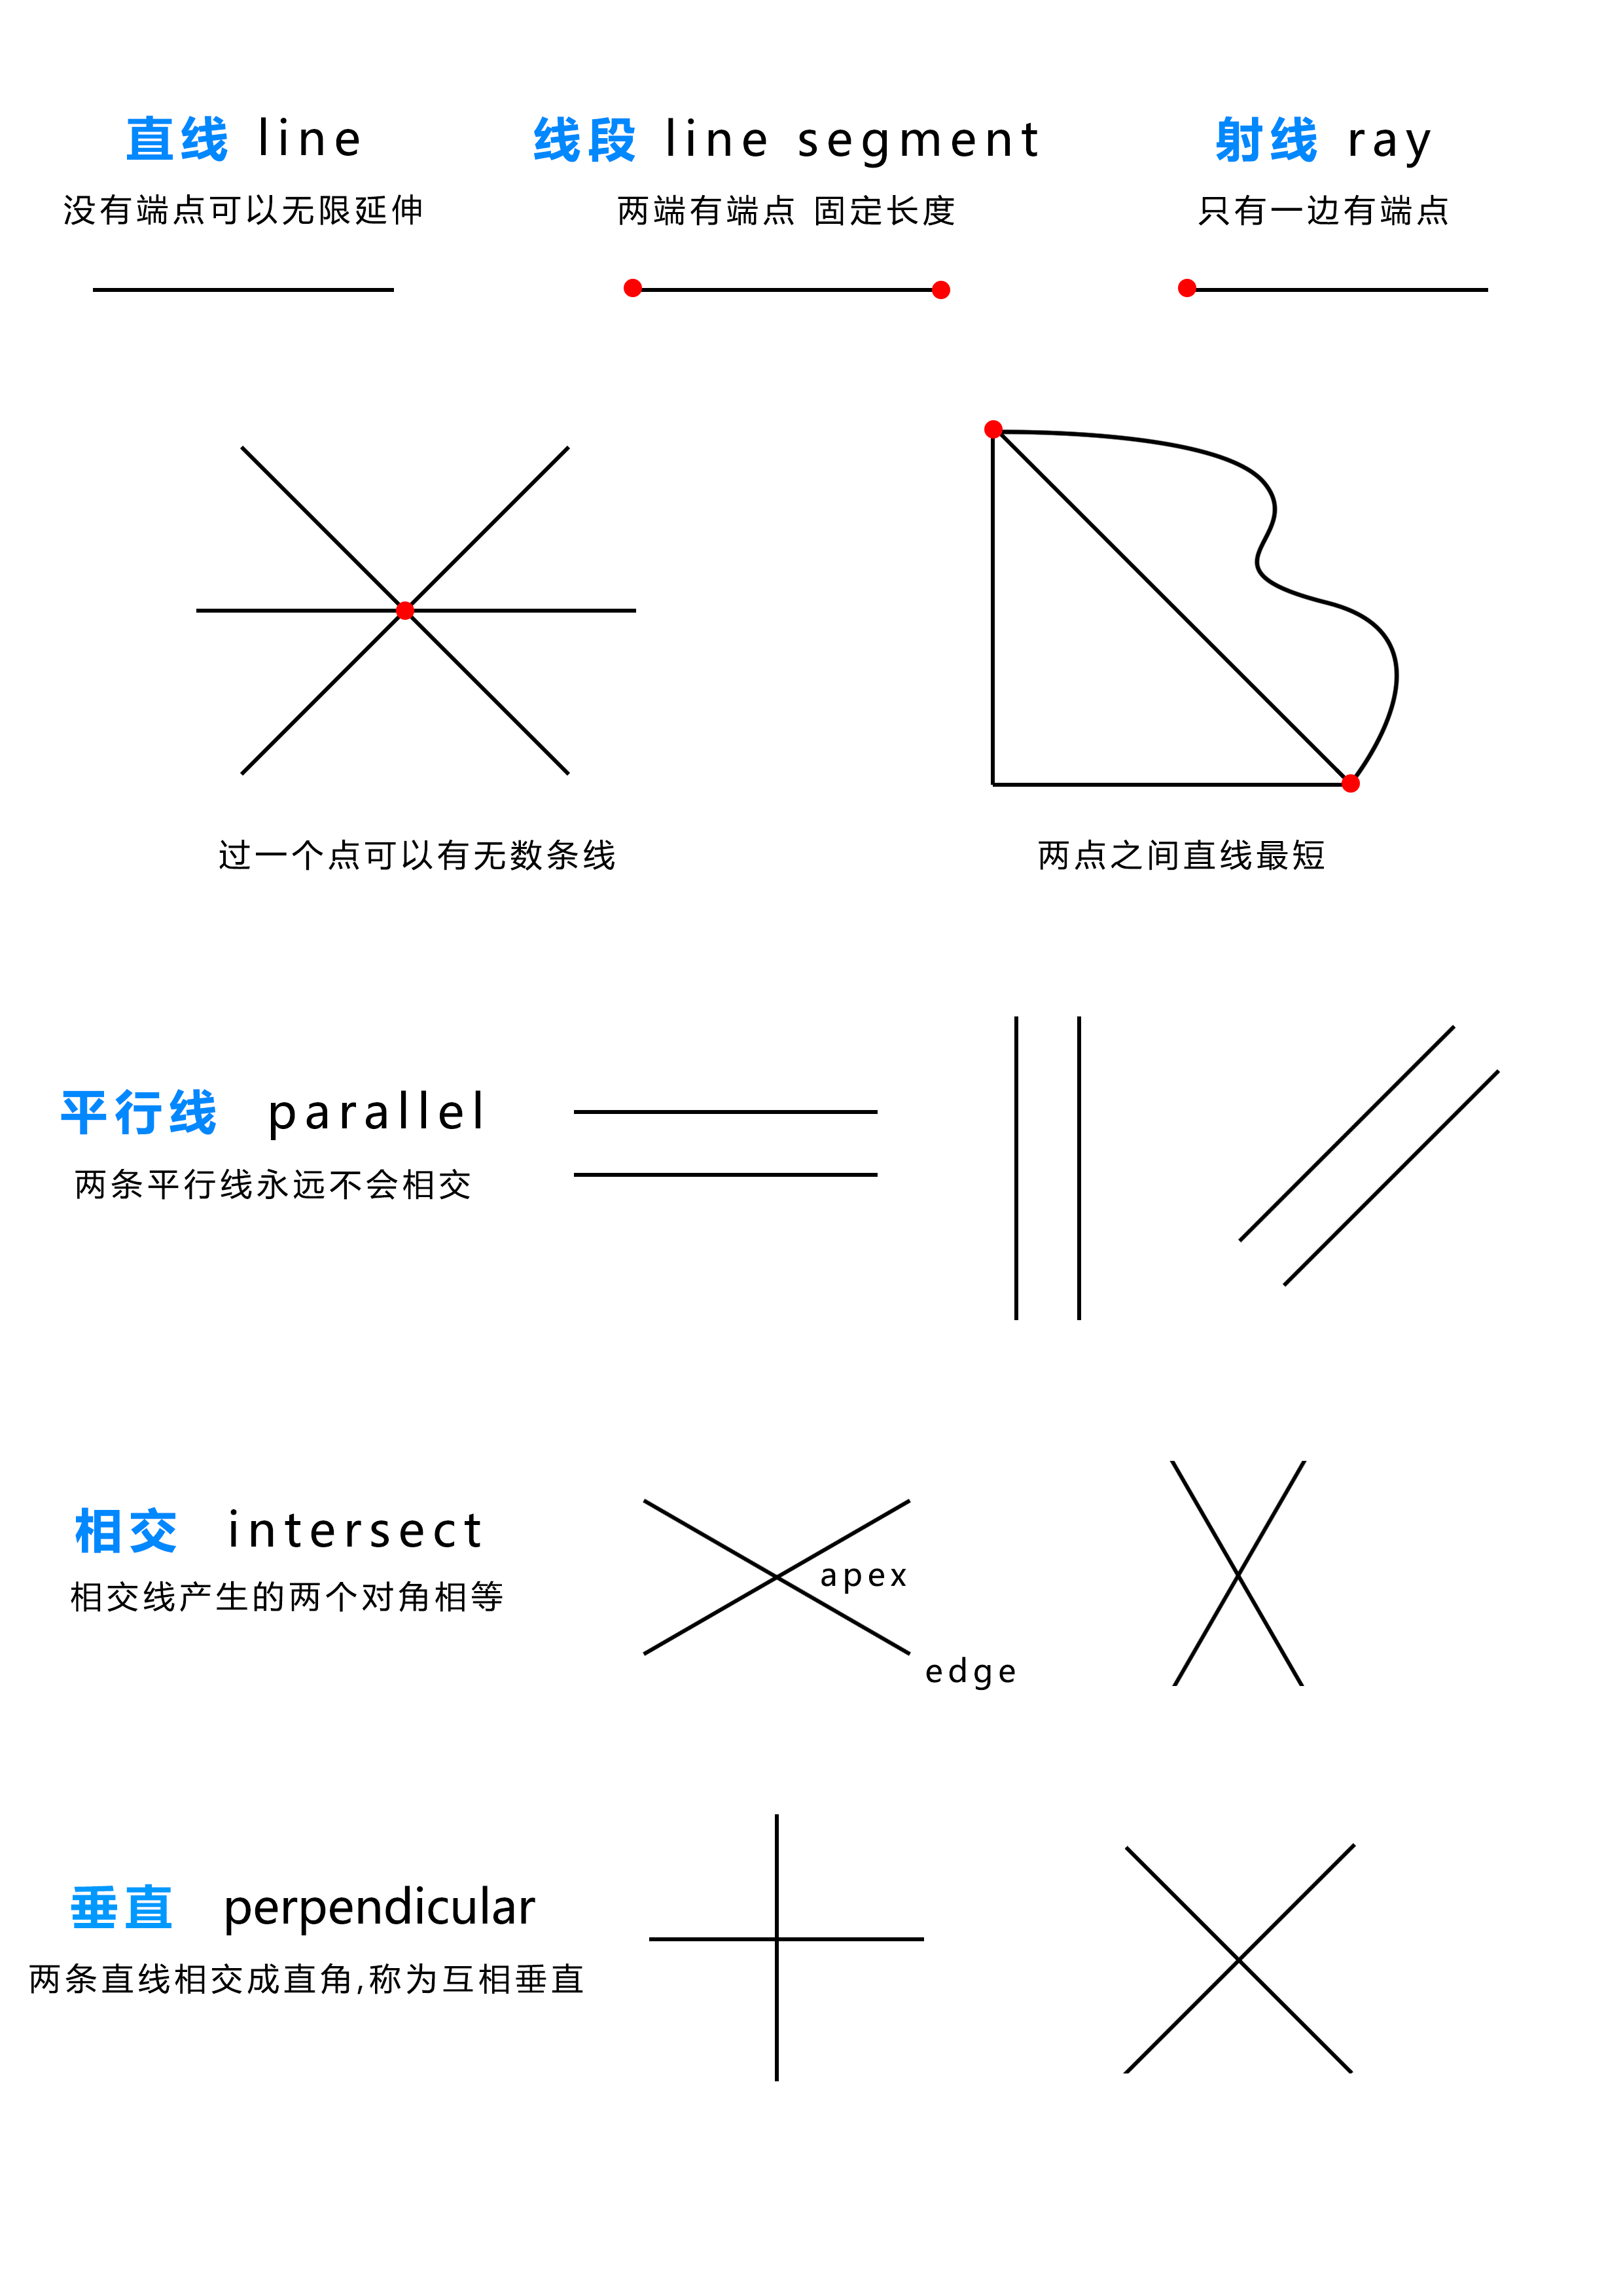 直线 line
线段 line segment
射线 ray
没有端点可以无限延伸
两端有端点 固定长度
只有一边有端点
过一个点可以有无数条线
两点之间直线最短
平行线 parallel
两条平行线永远不会相交
相交 intersect
相交线产生的两个对角相等
apex
edge
垂直 perpendicular
两条直线相交成直角,称为互相垂直